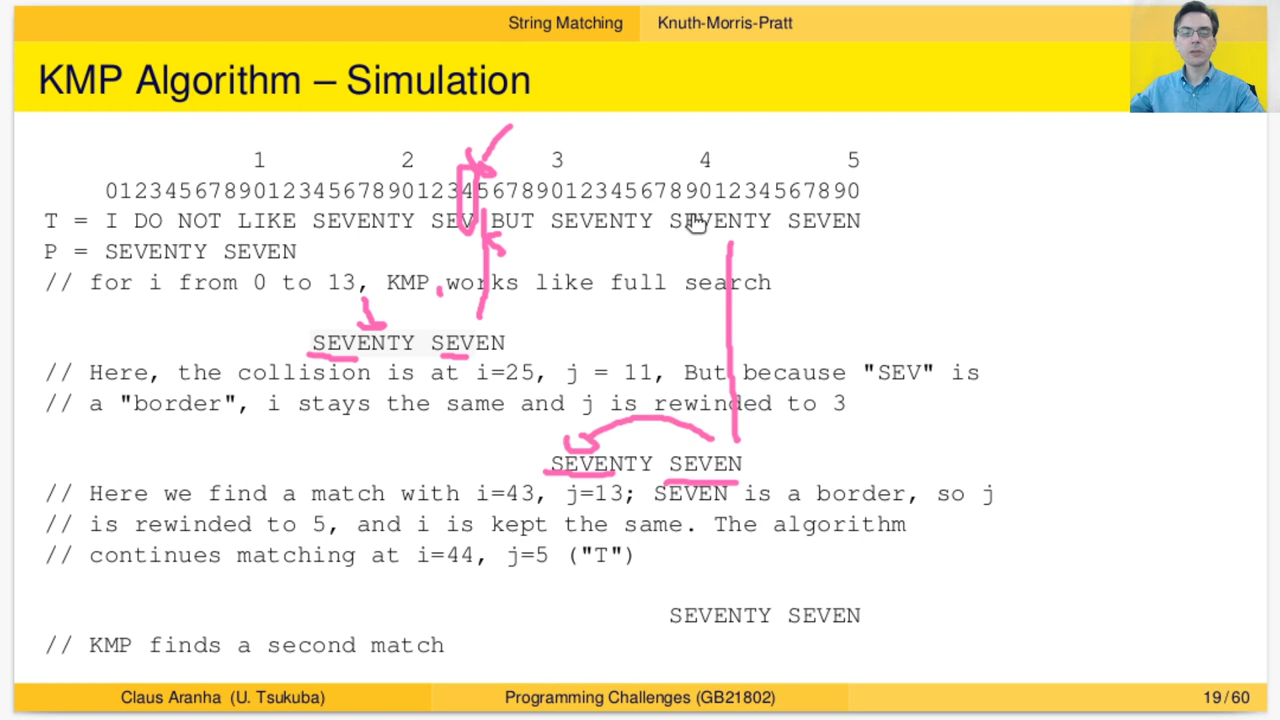 String Matching Knuth-Morris-Pratt
KMP Algorithm – Simulation
1 2 3 4 5
012345678901234567890123456789012345678901234567890
T = I DO NOT LIKE SEVENTY SEV BUT SEVENTY SEVENTY SEVEN
P = SEVENTY SEVEN
// for i from 0 to 13, KMP works like full search
SEVENTY SEVEN
// Here, the collision is at i=25, j = 11, But because "SEV" is
// a "border", i stays the same and j is rewinded to 3
SEVENTY SEVEN
// Here we find a match with i=43, j=13; SEVEN is a border, so j
// is rewinded to 5, and i is kept the same. The algorithm
// continues matching at i=44, j=5 ("T")
SEVENTY SEVEN
// KMP finds a second match
Claus Aranha (U. Tsukuba) Programming Challenges (GB21802) 19 / 60